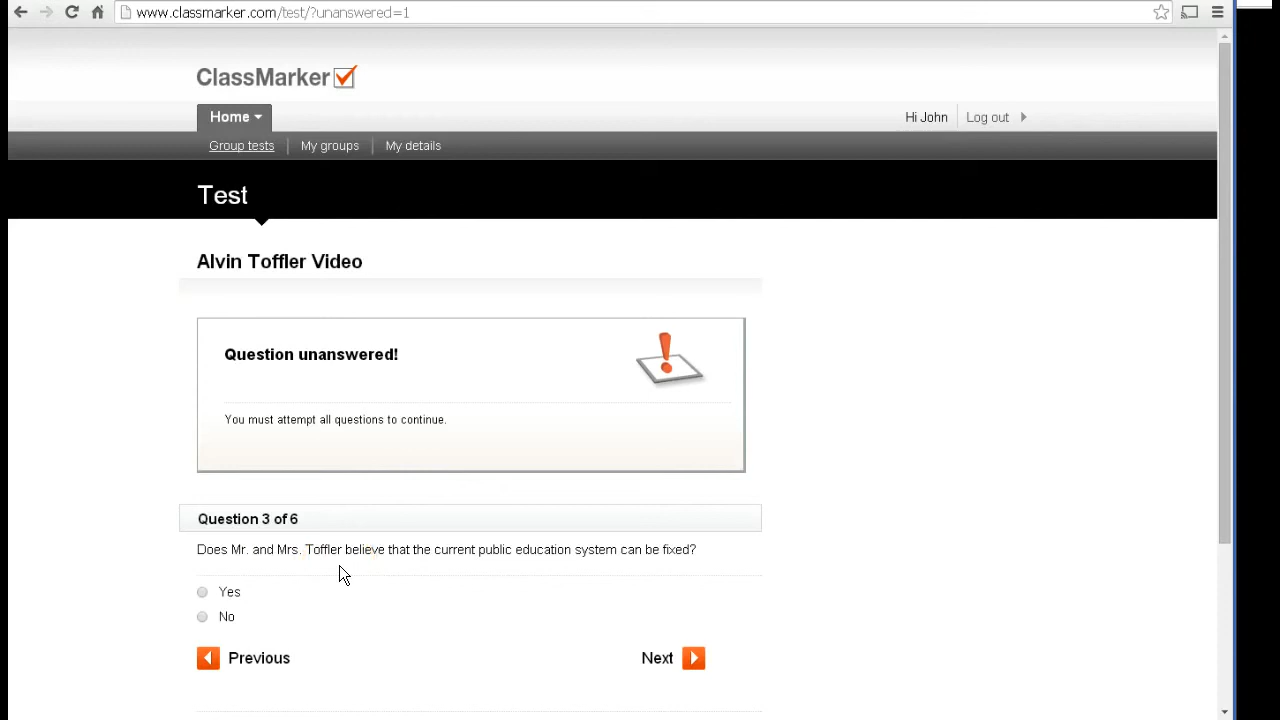 www.classmarker.com/test/?unanswered=1
ClassMarker
Home
Hi John
Log out
Group tests
My groups
My details
Test
Alvin Toffler Video
Question unanswered!
You must attempt all questions to continue.
Question 3 of 6
Does Mr. and Mrs. Toffler believe that the current public education system can be fixed?
Yes
No
Previous
Next